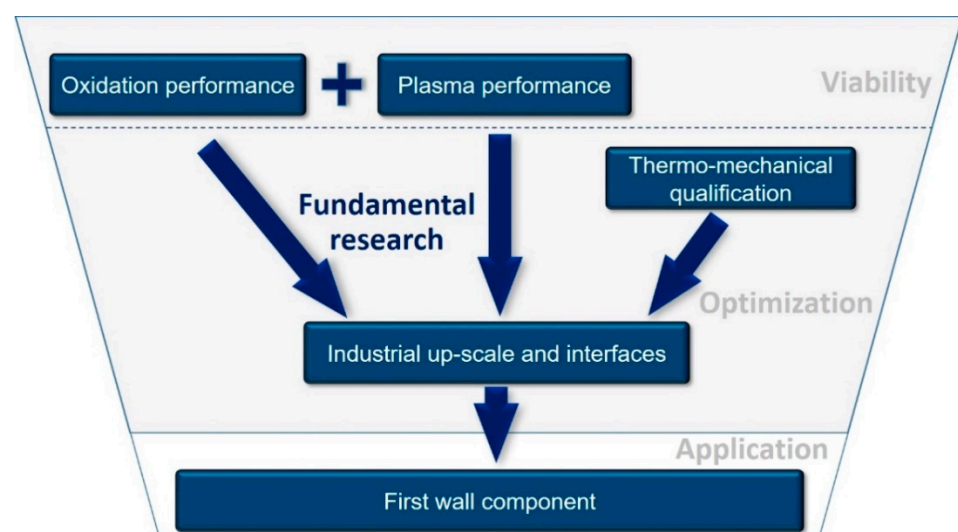 Oxidation performance
+
Plasma performance
Viability
Thermo-mechanical
qualification
Fundamental
research
Optimization
Industrial up-scale and interfaces
Application
First wall component